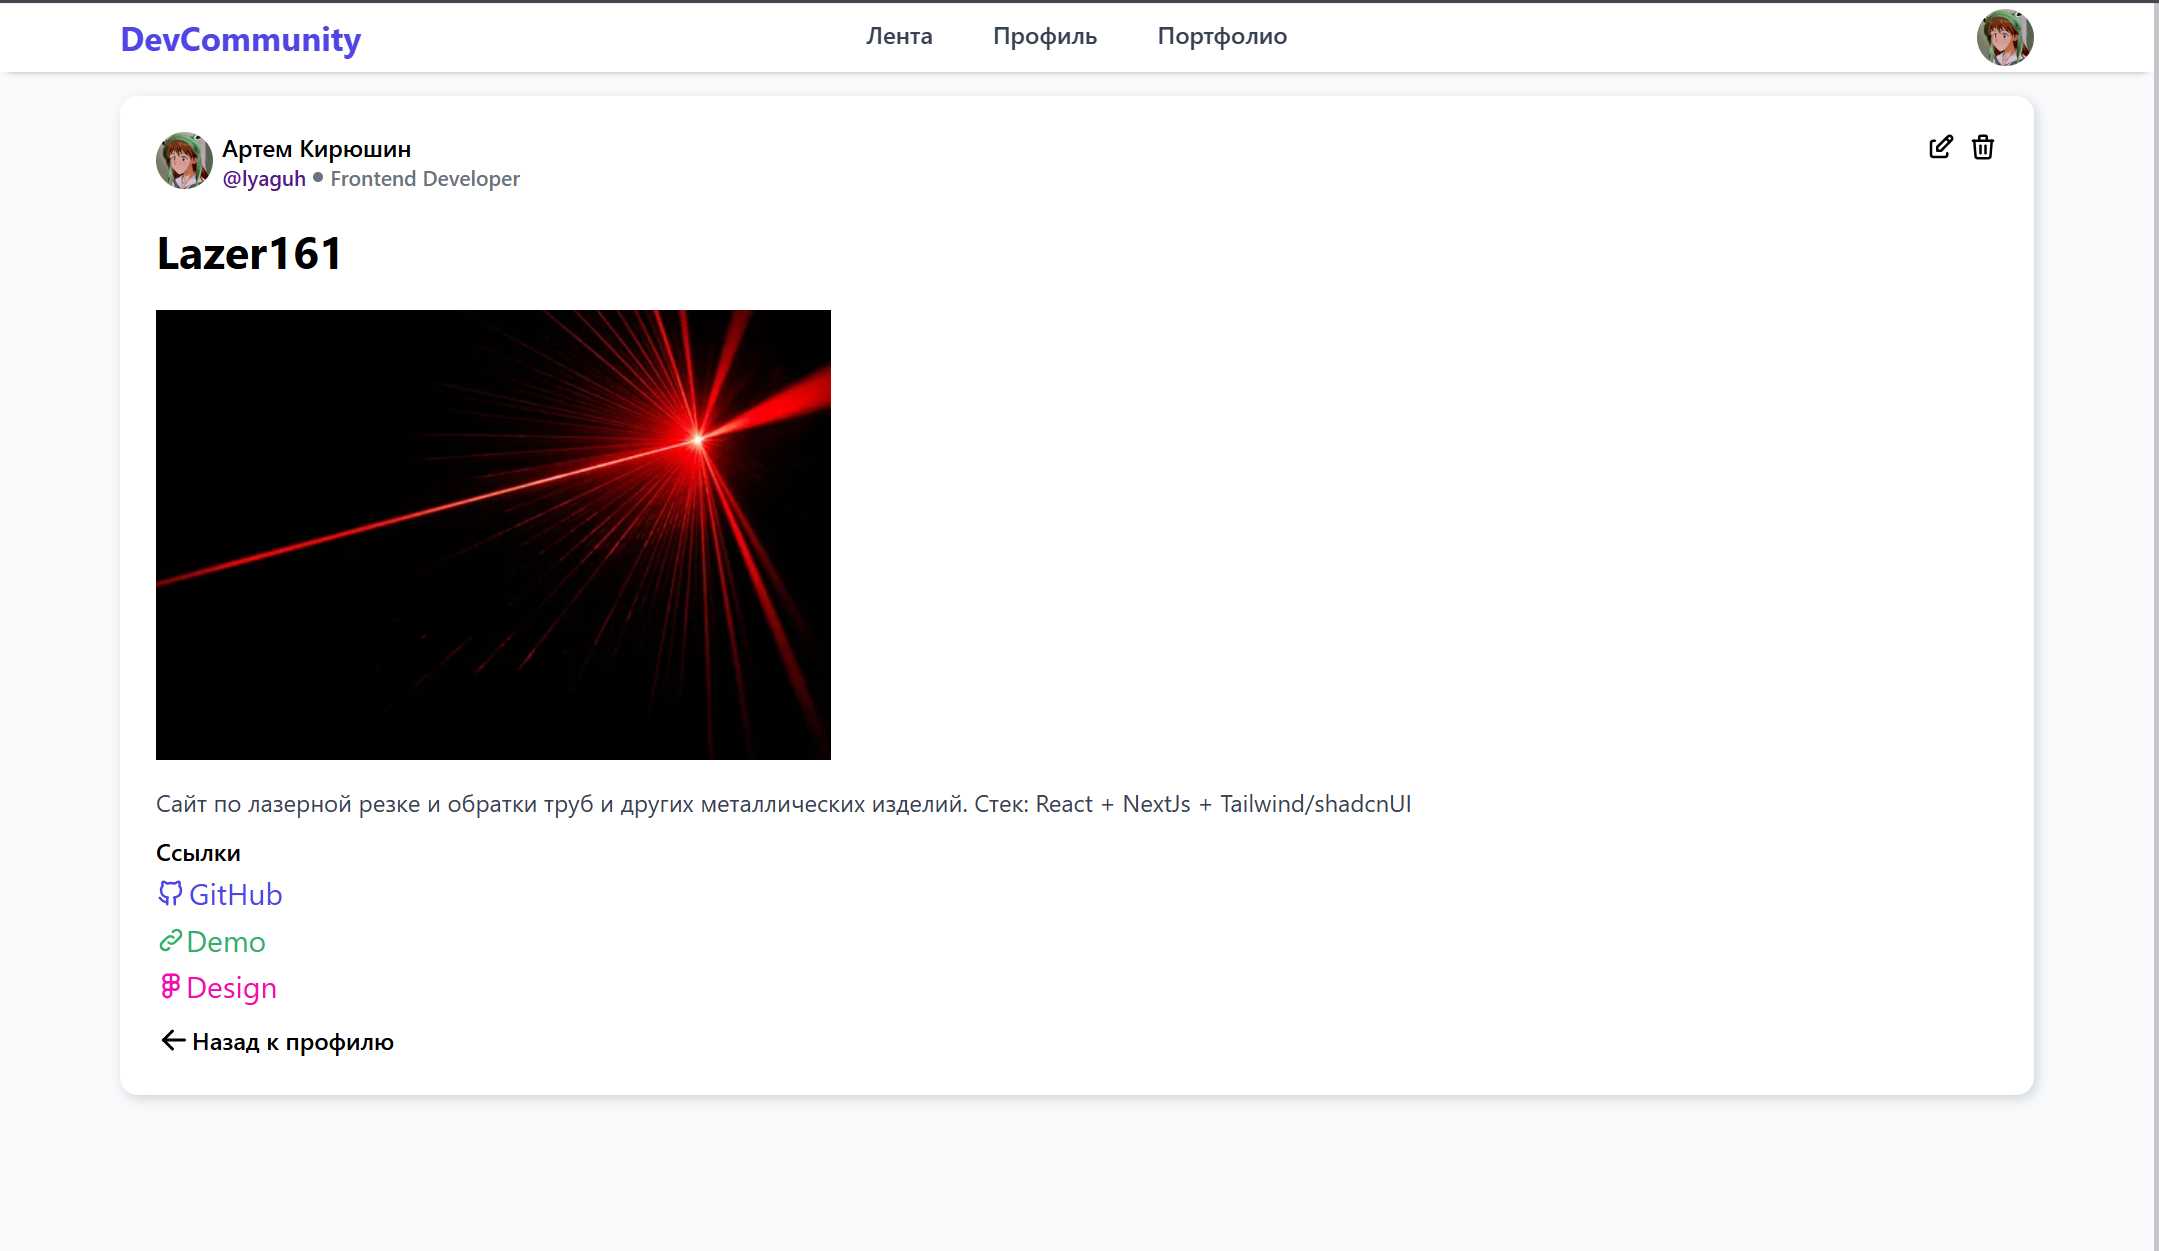 DevCommunity
Лента
Профиль
Портфолио
Артем Кирюшин
@lyaguh • Frontend Developer
Lazer161
Сайт по лазерной резке и обратки труб и других металлических изделий. Стек: React + NextJs + Tailwind/shadcnUI
Ссылки
GitHub
Demo
Design
Назад к профилю